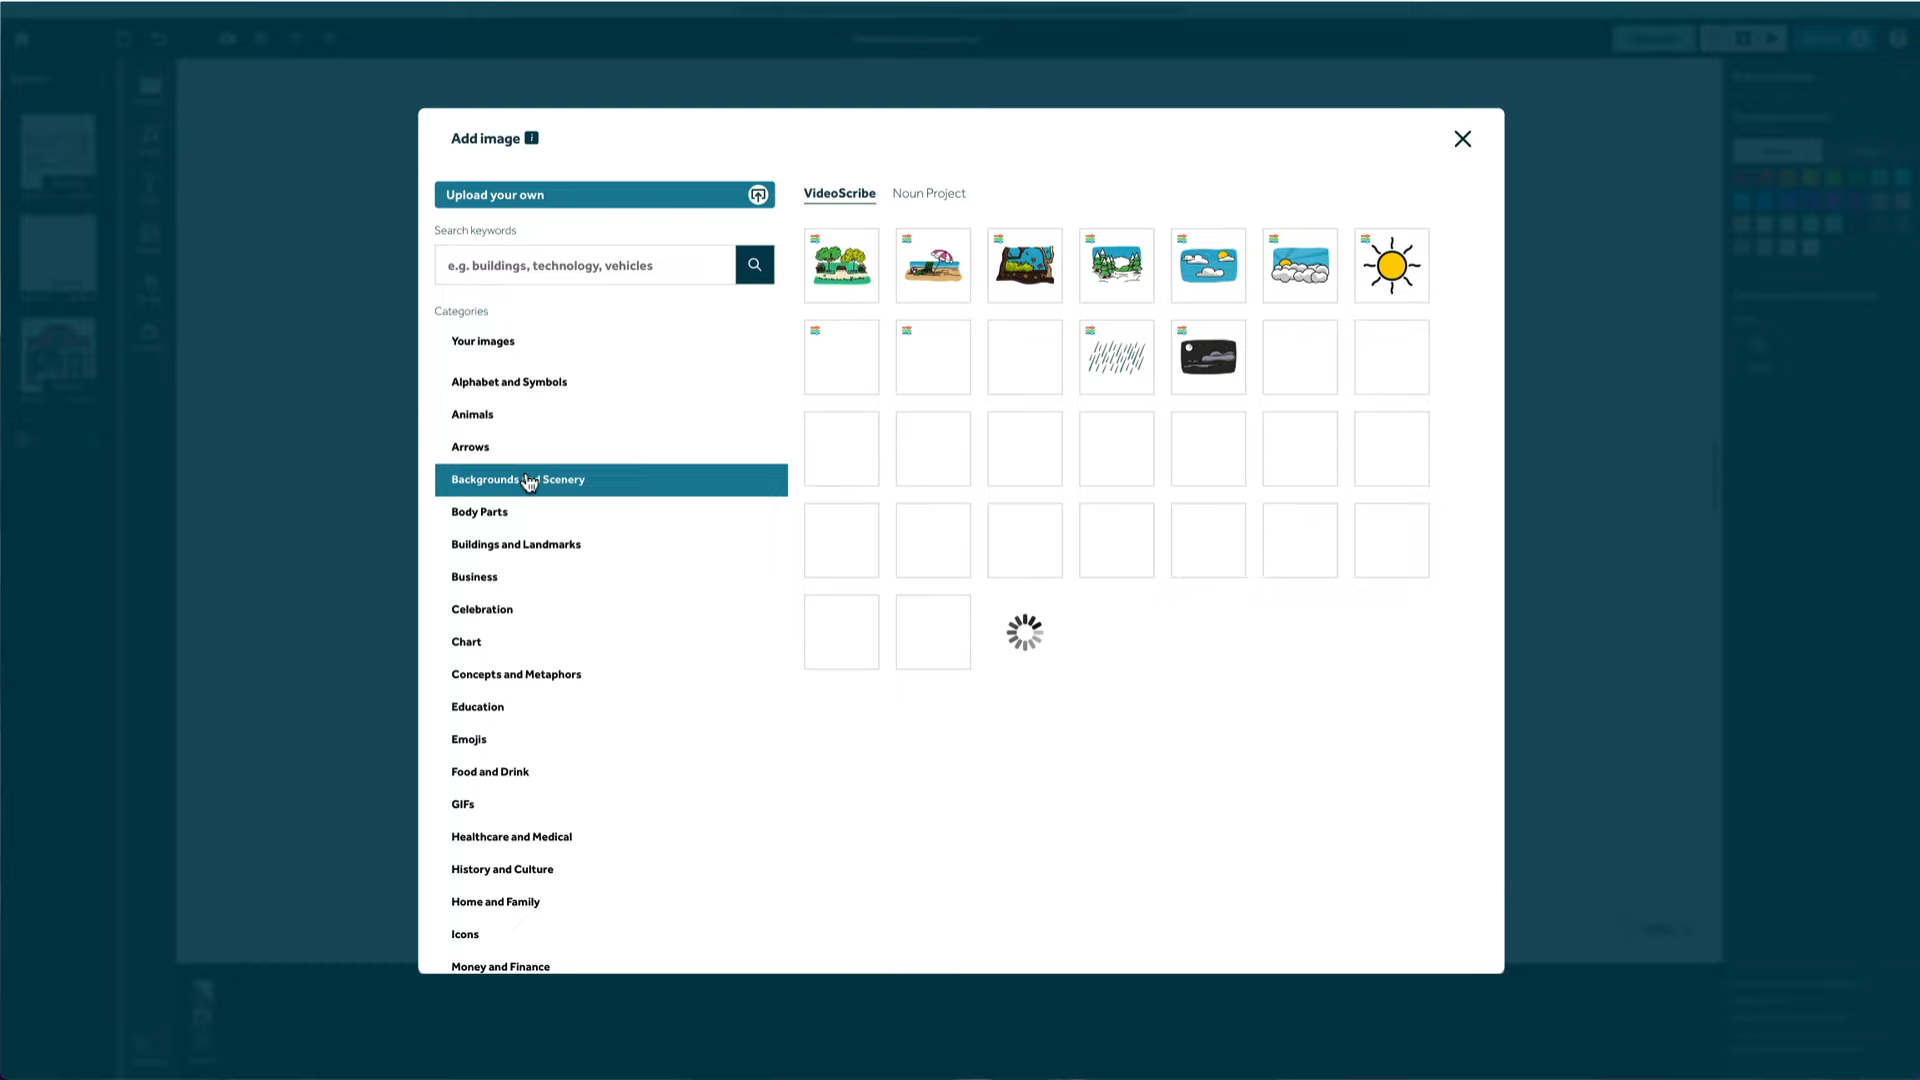 Add image
Upload your own
VideoScribe Noun Project
Search keywords
e.g. buildings, technology, vehicles
Categories
Your images
Alphabet and Symbols
Animals
Arrows
Backgrounds Scenery
Body Parts
Buildings and Landmarks
Business
Celebration
Chart
Concepts and Metaphors
Education
Emojis
Food and Drink
GIFs
Healthcare and Medical
History and Culture
Home and Family
Icons
Money and Finance